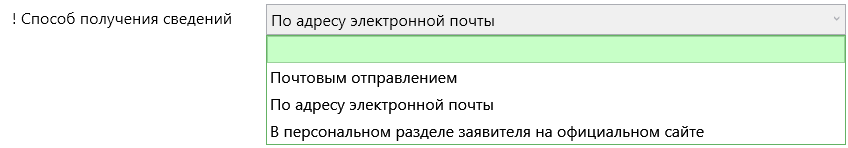 ! Способ получения сведений По адресу электронной почты
Почтовым отправлением
По адресу электронной почты
В персональном разделе заявителя на официальном сайте